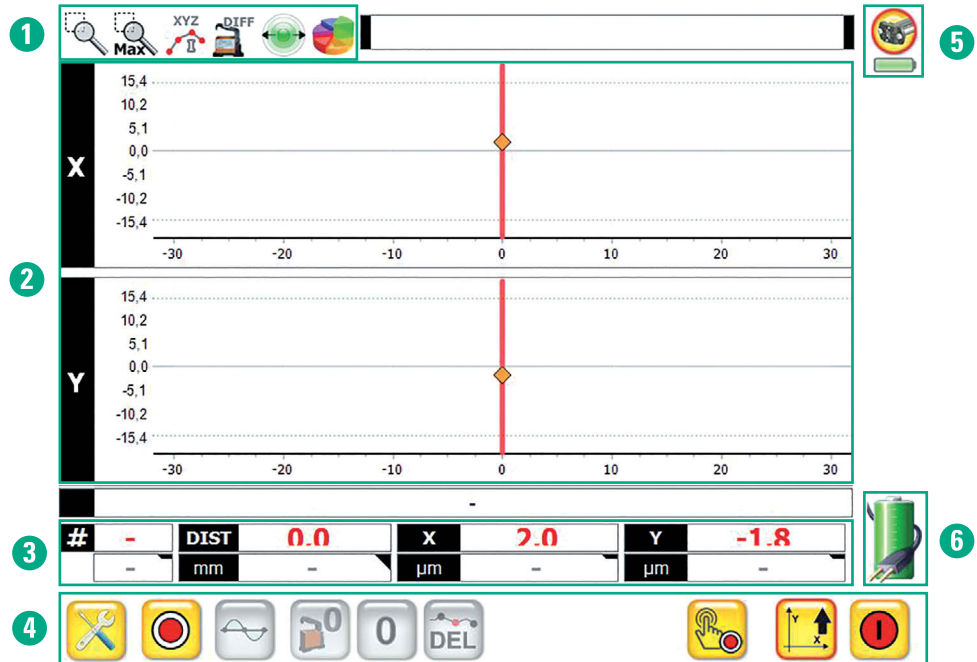 1
Max
XYZ
I
DIFF
5
X
15,4
10,2
5,1
0,0
-5,1
-10,2
-15,4
-30 -20 -10 0 10 20 30
2
Y
15,4
10,2
5,1
0,0
-5,1
-10,2
-15,4
-30 -20 -10 0 10 20 30
-
3
# - DIST 0.0 X 2.0 Y -1.8
- mm - µm - µm -
6
4
0
0
DEL
Y
X
I